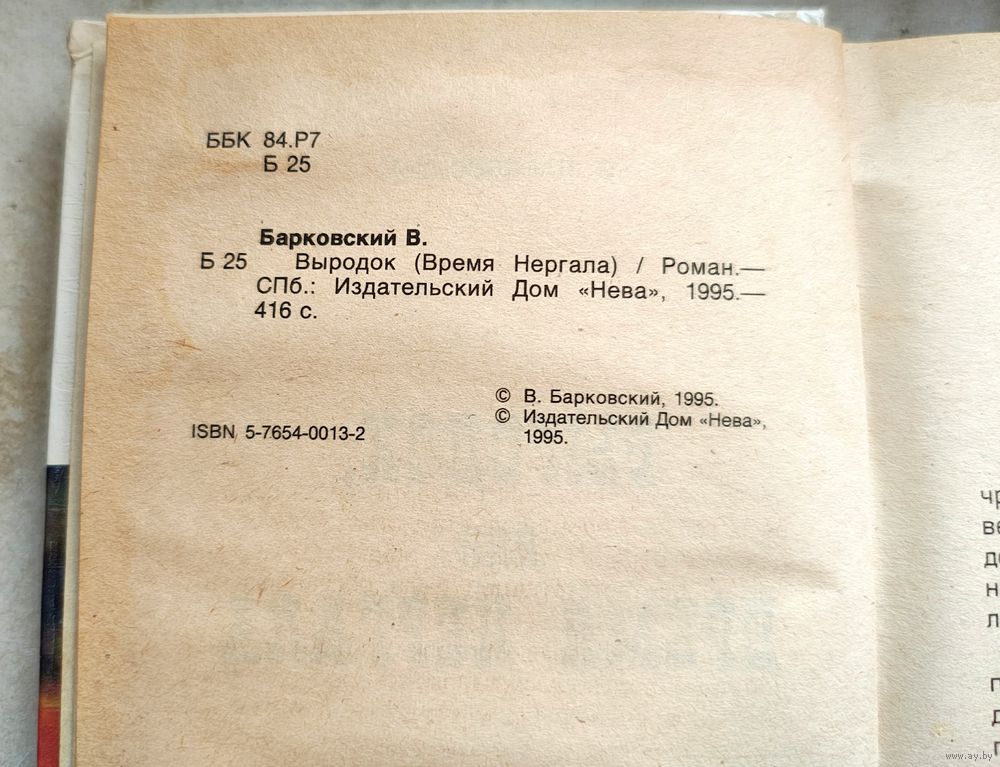 ББК 84.Р7
Б 25
Барковский В.
Б 25 Выродок (Время Нергала) / Роман.—
СПб.: Издательский Дом «Нева», 1995.—
416 с.
© В. Барковский, 1995.
© Издательский Дом «Нева»,
1995.
ISBN 5-7654-0013-2
www.ay.by